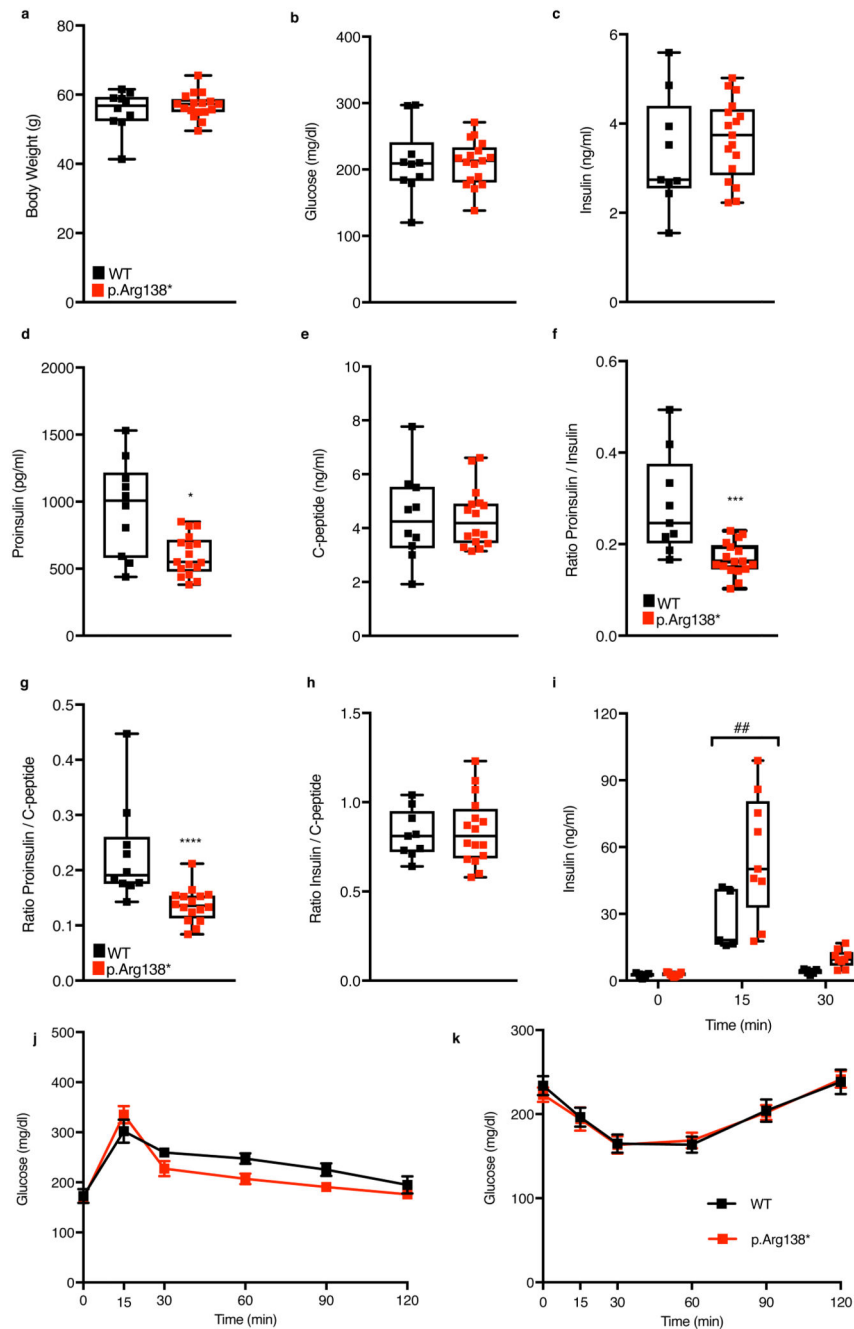 a
b
c
80
60
40
20
0
Body Weight (g)
WT
p.Arg138*
400
300
200
100
0
Glucose (mg/dl)
6
4
2
0
Insulin (ng/ml)
d
e
f
2000
1500
1000
500
0
Proinsulin (pg/ml)
*
10
8
6
4
2
0
C-peptide (ng/ml)
0.6
0.4
0.2
0.0
Ratio Proinsulin / Insulin
***
WT
p.Arg138*
g
h
i
0.5
0.4
0.3
0.2
0.1
0.0
Ratio Proinsulin / C-peptide
****
WT
p.Arg138*
1.5
1.0
0.5
0.0
Ratio Insulin / C-peptide
120
90
60
30
0
Insulin (ng/ml)
##
0 15 30
Time (min)
j
500
400
300
200
100
0
Glucose (mg/dl)
0 15 30 60 90 120
Time (min)
k
300
200
100
0
Glucose (mg/dl)
WT
p.Arg138*
0 15 30 60 90 120
Time (min)